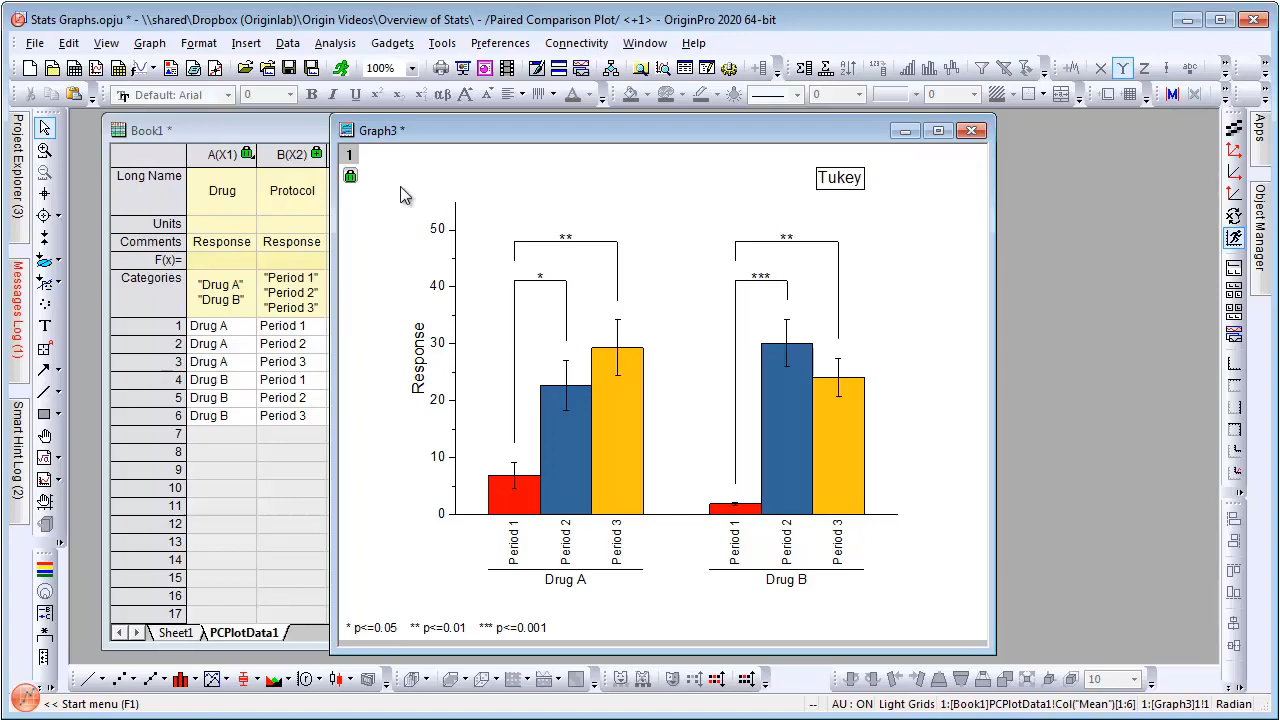 Stats Graphs.opju * - \\shared\Dropbox (Originlab)\Origin Videos\Overview of Stats\ - /Paired Comparison Plot/ <+1> - OriginPro 2020 64-bit
File Edit View Graph Format Insert Data Analysis Gadgets Tools Preferences Connectivity Window Help
100%
Default: Arial 0 B I U αβ A A A 0 0
Project Explorer (3)
Messages Log (1)
Smart Hint Log (2)
Apps
Object Manager
Book1 *
A(X1) B(X2)
Long Name Drug Protocol
Units
Comments Response Response
F(x)=
Categories "Drug A" "Period 1"
"Drug B" "Period 2"
"Period 3"
1 Drug A Period 1
2 Drug A Period 2
3 Drug A Period 3
4 Drug B Period 1
5 Drug B Period 2
6 Drug B Period 3
7
8
9
10
11
12
13
14
15
16
17
Sheet1 PCPlotData1
Graph3 *
1
Tukey
50
40
30
20
10
0
Response
** **
* ***
Period 1 Period 2 Period 3 Period 1 Period 2 Period 3
Drug A Drug B
* p<=0.05 ** p<=0.01 *** p<=0.001
10
<< Start menu (F1) -- AU : ON Light Grids 1:[Book1]PCPlotData1!Col("Mean")[1:6] 1:[Graph3]1!1 Radian